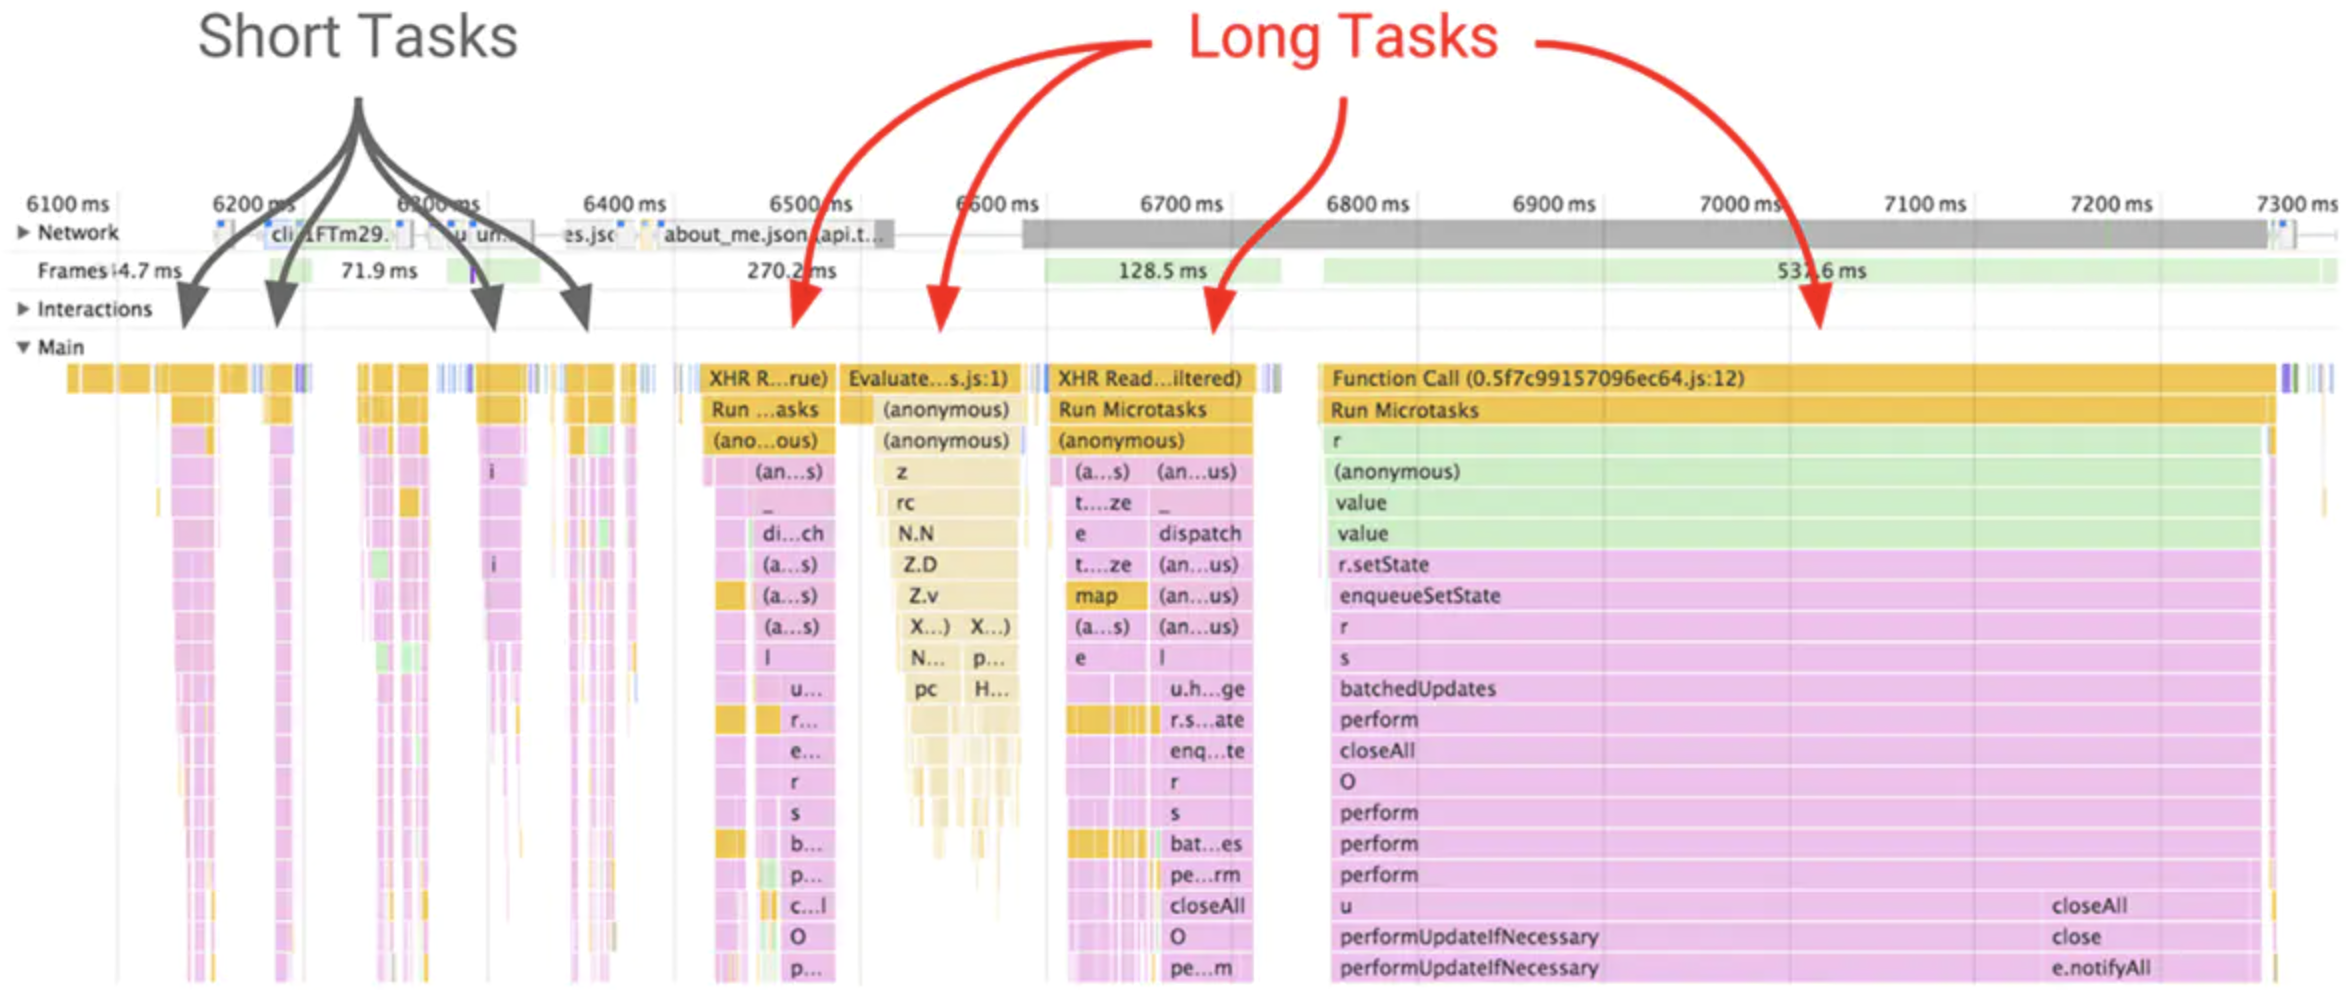 Short Tasks
Long Tasks
6100 ms 6200 ms 6300 ms 6400 ms 6500 ms 6600 ms 6700 ms 6800 ms 6900 ms 7000 ms 7100 ms 7200 ms 7300 ms
Network 1FTm29. es.jsc about_me.json (api.t...
Frames 4.7 ms 71.9 ms 270.2 ms 128.5 ms 537.6 ms
Interactions
Main
XHR R...rue) Evaluate...s.js:1) XHR Read...iltered) Function Call (0.5f7c99157096ec64.js:12)
Run ...asks (anonymous) Run Microtasks Run Microtasks
(ano...ous) (anonymous) (anonymous) r
i (an...s) z (a...s) (an...us) (anonymous)
_ rc t....ze _ value
di...ch N.N e dispatch value
i (a...s) Z.D t....ze (an...us) r.setState
(a...s) Z.v map (an...us) enqueueSetState
(a...s) X...) X...) (a...s) (an...us) r
l N... p... e l s
u... pc H... u.h...ge batchedUpdates
r... r.s...ate perform
e... enq...te closeAll
r r O
s s perform
b... bat...es perform
p... pe...rm perform
c...l closeAll u closeAll
O O performUpdateIfNecessary close
p... pe...m performUpdateIfNecessary e.notifyAll